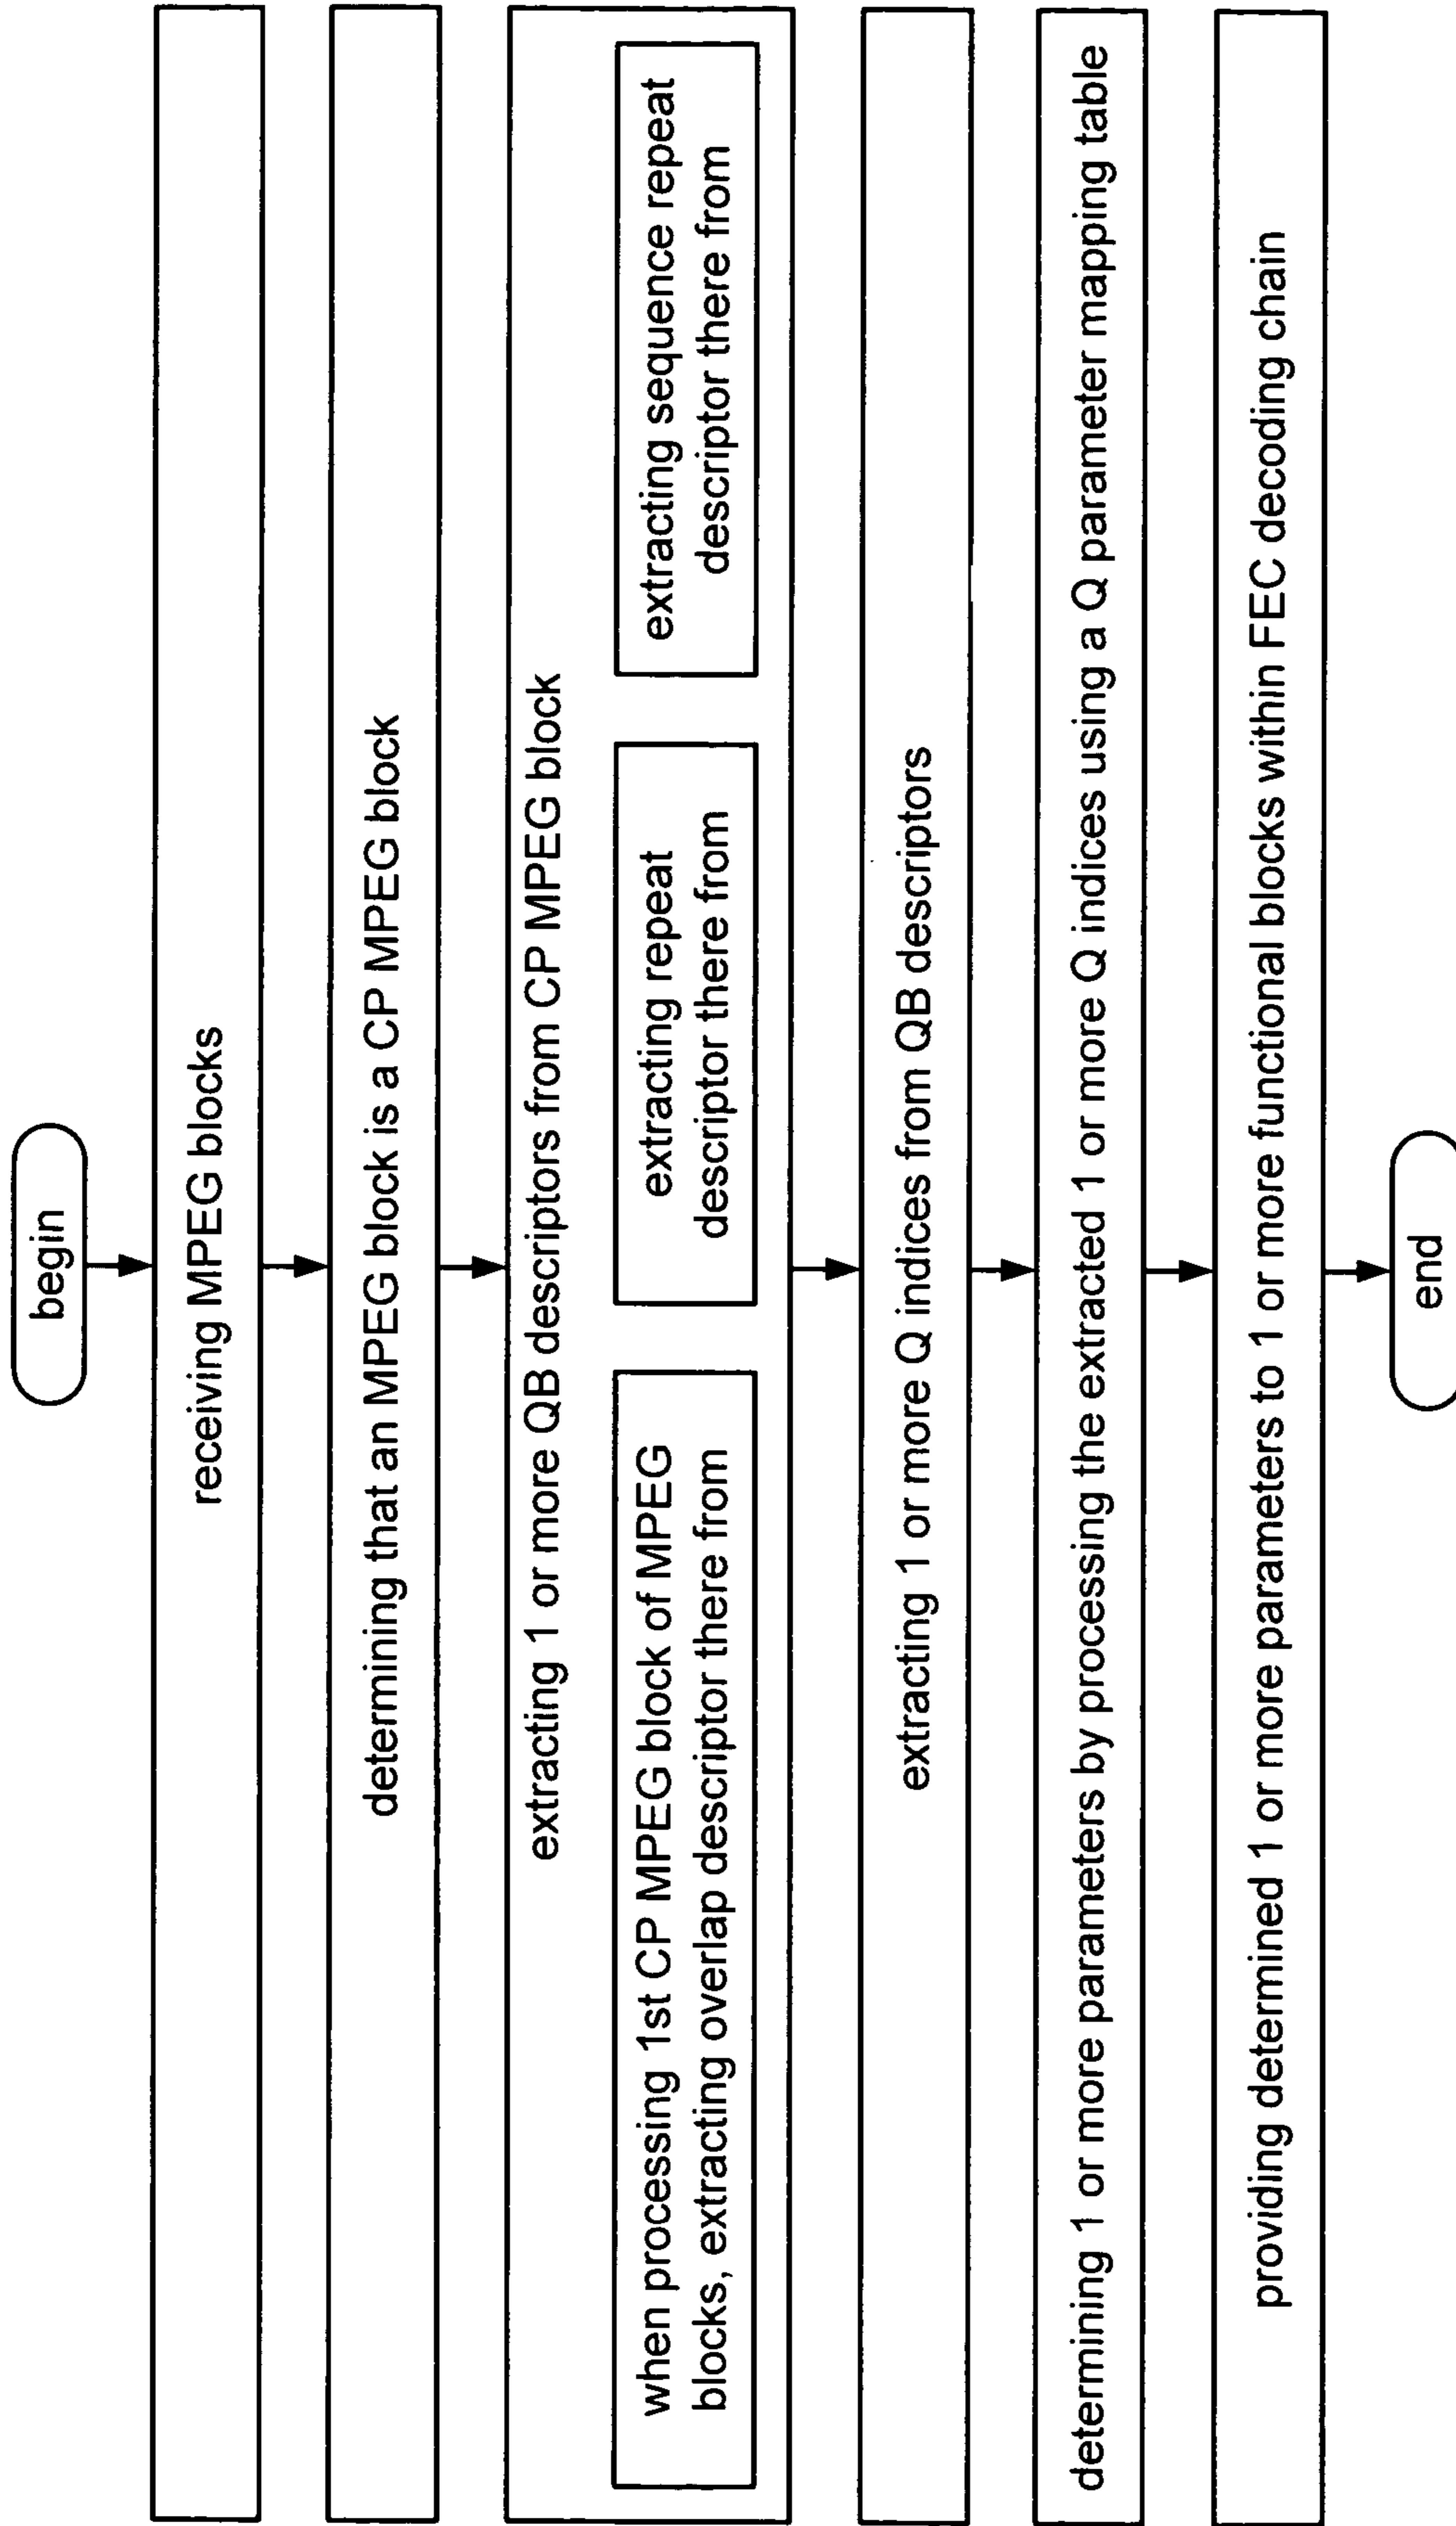 begin
receiving MPEG blocks
determining that an MPEG block is a CP MPEG block
extracting 1 or more QB descriptors from CP MPEG block
when processing 1st CP MPEG block of MPEG
blocks, extracting overlap descriptor there from
extracting repeat
descriptor there from
extracting sequence repeat
descriptor there from
extracting 1 or more Q indices from QB descriptors
determining 1 or more parameters by processing the extracted 1 or more Q indices using a Q parameter mapping table
providing determined 1 or more parameters to 1 or more functional blocks within FEC decoding chain
end